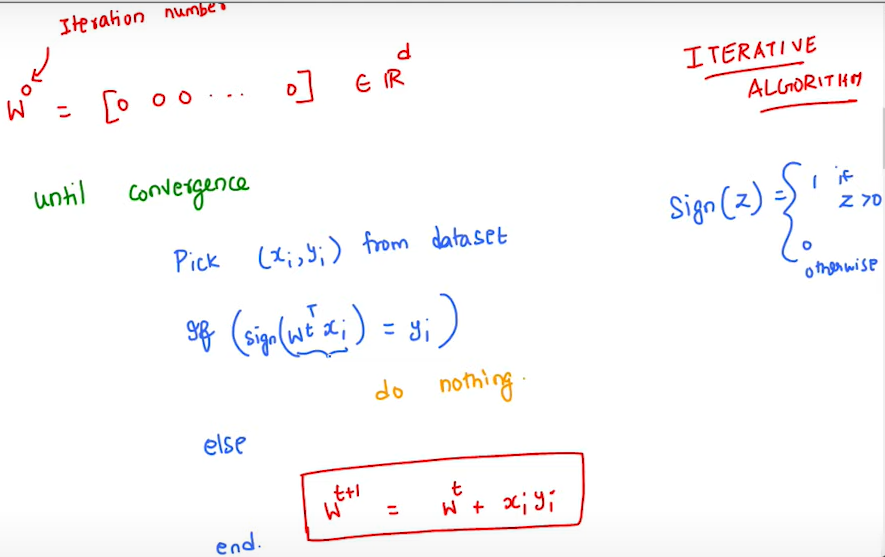 Iteration number
W⁰ = [0 0 0 ... 0] ∈ ℝᵈ
ITERATIVE
ALGORITHM
until convergence
Sign(z) = { 1 if z>0
0 otherwise
Pick (xᵢ, yᵢ) from dataset
If (sign(wᵗᵀxᵢ) = yᵢ)
do nothing.
else
Wᵗ⁺¹ = Wᵗ + xᵢyᵢ
end.